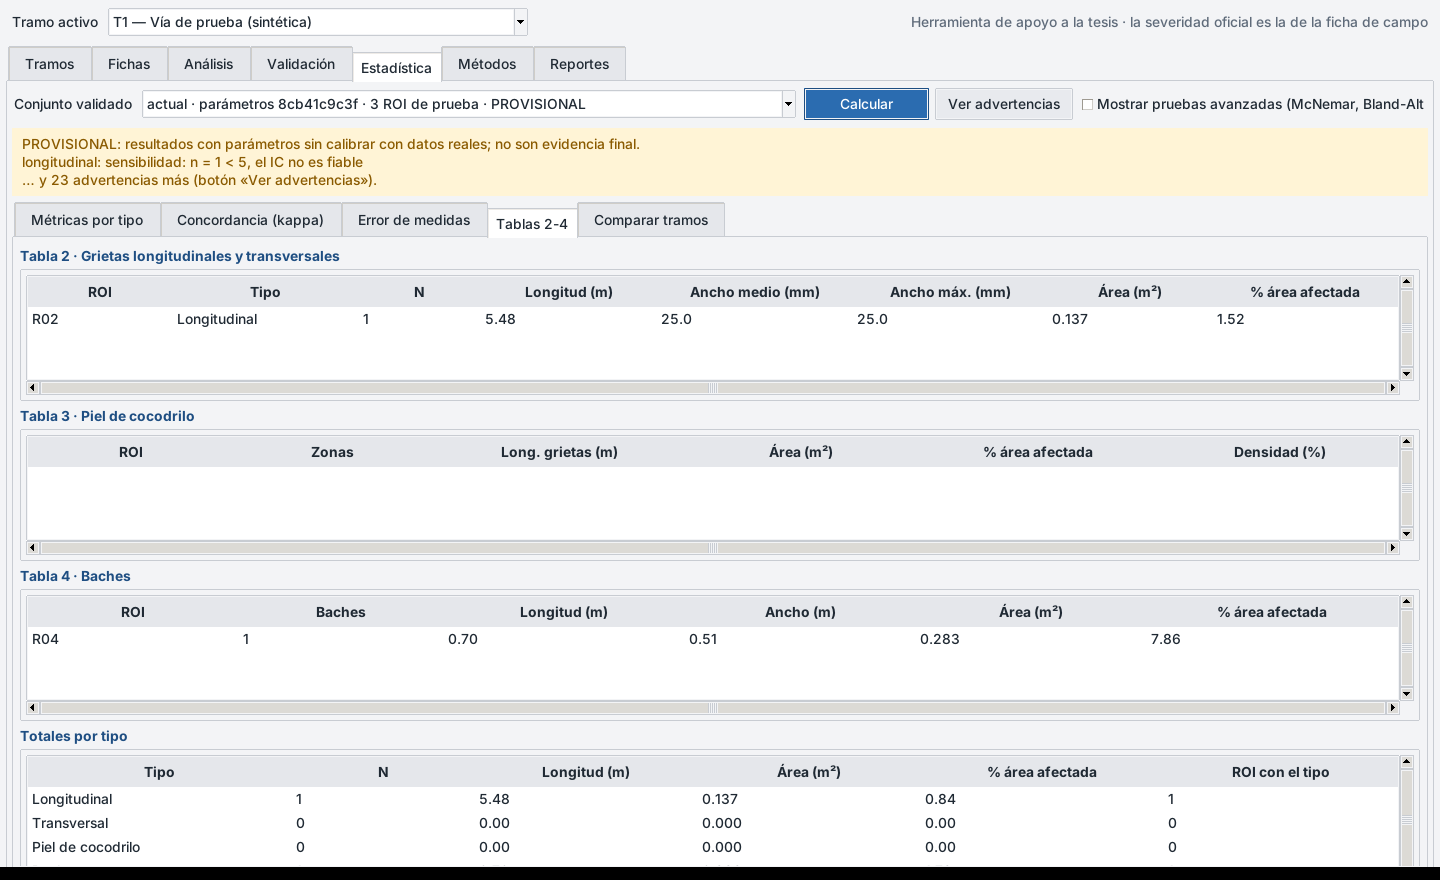 Tramo activo T1 — Vía de prueba (sintética) Herramienta de apoyo a la tesis · la severidad oficial es la de la ficha de campo
Tramos Fichas Análisis Validación Estadística Métodos Reportes
Conjunto validado actual · parámetros 8cb41c9c3f · 3 ROI de prueba · PROVISIONAL Calcular Ver advertencias Mostrar pruebas avanzadas (McNemar, Bland-Alt
PROVISIONAL: resultados con parámetros sin calibrar con datos reales; no son evidencia final.
longitudinal: sensibilidad: n = 1 < 5, el IC no es fiable
... y 23 advertencias más (botón «Ver advertencias»).
Métricas por tipo Concordancia (kappa) Error de medidas Tablas 2-4 Comparar tramos
Tabla 2 · Grietas longitudinales y transversales
ROI Tipo N Longitud (m) Ancho medio (mm) Ancho máx. (mm) Área (m²) % área afectada
R02 Longitudinal 1 5.48 25.0 25.0 0.137 1.52
Tabla 3 · Piel de cocodrilo
ROI Zonas Long. grietas (m) Área (m²) % área afectada Densidad (%)
Tabla 4 · Baches
ROI Baches Longitud (m) Ancho (m) Área (m²) % área afectada
R04 1 0.70 0.51 0.283 7.86
Totales por tipo
Tipo N Longitud (m) Área (m²) % área afectada ROI con el tipo
Longitudinal 1 5.48 0.137 0.84 1
Transversal 0 0.00 0.000 0.00 0
Piel de cocodrilo 0 0.00 0.000 0.00 0